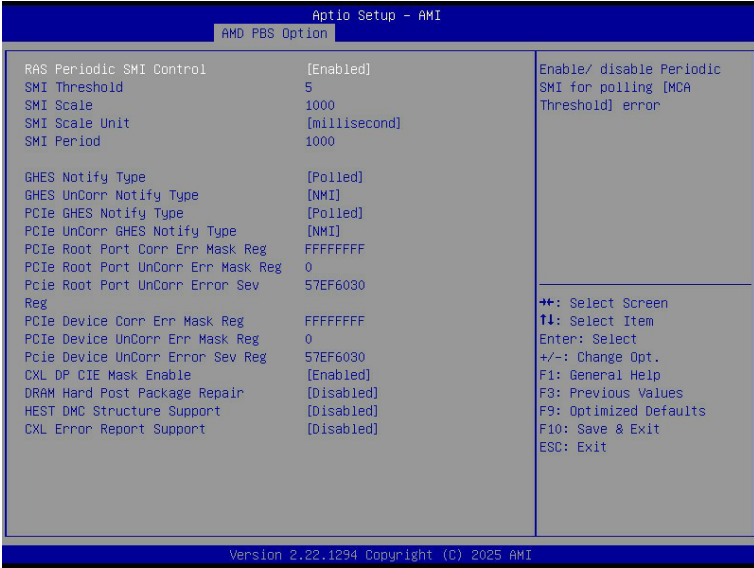 Aptio Setup - AMI
AMD PBS Option
RAS Periodic SMI Control [Enabled]
SMI Threshold 5
SMI Scale 1000
SMI Scale Unit [millisecond]
SMI Period 1000
GHES Notify Type [Polled]
GHES UnCorr Notify Type [NMI]
PCIe GHES Notify Type [Polled]
PCIe UnCorr GHES Notify Type [NMI]
PCIe Root Port Corr Err Mask Reg FFFFFFFF
PCIe Root Port UnCorr Err Mask Reg 0
Pcie Root Port UnCorr Error Sev 57EF6030
Reg
PCIe Device Corr Err Mask Reg FFFFFFFF
PCIe Device UnCorr Err Mask Reg 0
Pcie Device UnCorr Error Sev Reg 57EF6030
CXL DP CIE Mask Enable [Enabled]
DRAM Hard Post Package Repair [Disabled]
HEST DMC Structure Support [Disabled]
CXL Error Report Support [Disabled]
Enable/ disable Periodic
SMI for polling [MCA
Threshold] error
→←: Select Screen
↑↓: Select Item
Enter: Select
+/-: Change Opt.
F1: General Help
F3: Previous Values
F9: Optimized Defaults
F10: Save & Exit
ESC: Exit
Version 2.22.1294 Copyright (C) 2025 AMI